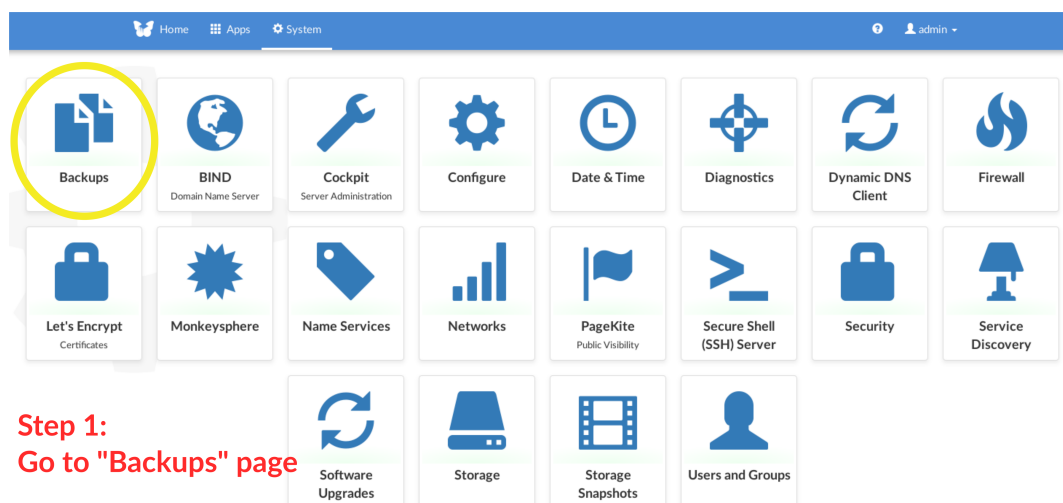 Home Apps System admin
Backups
BIND
Domain Name Server
Cockpit
Server Administration
Configure
Date & Time
Diagnostics
Dynamic DNS
Client
Firewall
Let's Encrypt
Certificates
Monkeysphere
Name Services
Networks
PageKite
Public Visibility
Secure Shell
(SSH) Server
Security
Service
Discovery
Step 1:
Go to "Backups" page
Software
Upgrades
Storage
Storage
Snapshots
Users and Groups